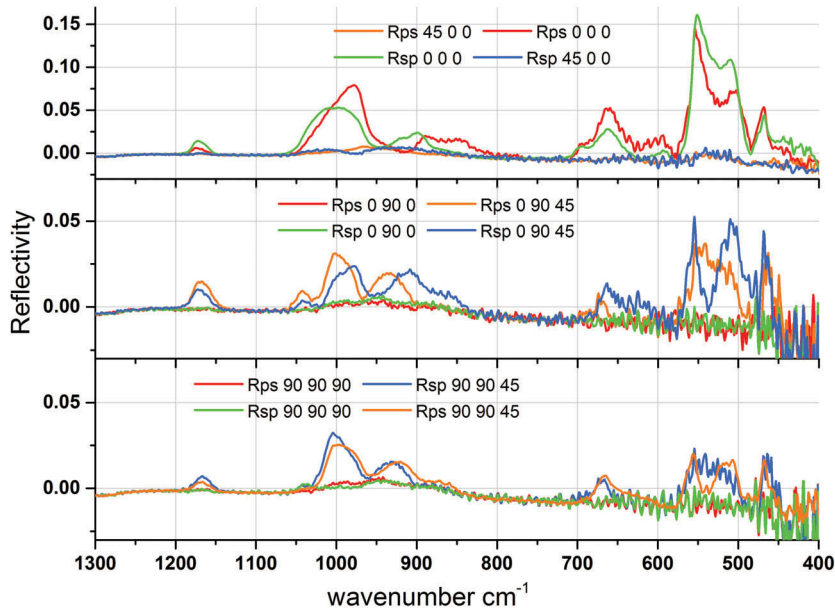 Rps 45 0 0 Rps 0 0 0
Rsp 0 0 0 Rsp 45 0 0
0.15
0.10
0.05
0.00
Reflectivity
Rps 0 90 0 Rps 0 90 45
Rsp 0 90 0 Rsp 0 90 45
0.05
0.00
Rps 90 90 90 Rsp 90 90 45
Rsp 90 90 90 Rps 90 90 45
0.05
0.00
1300 1200 1100 1000 900 800 700 600 500 400
wavenumber cm-1